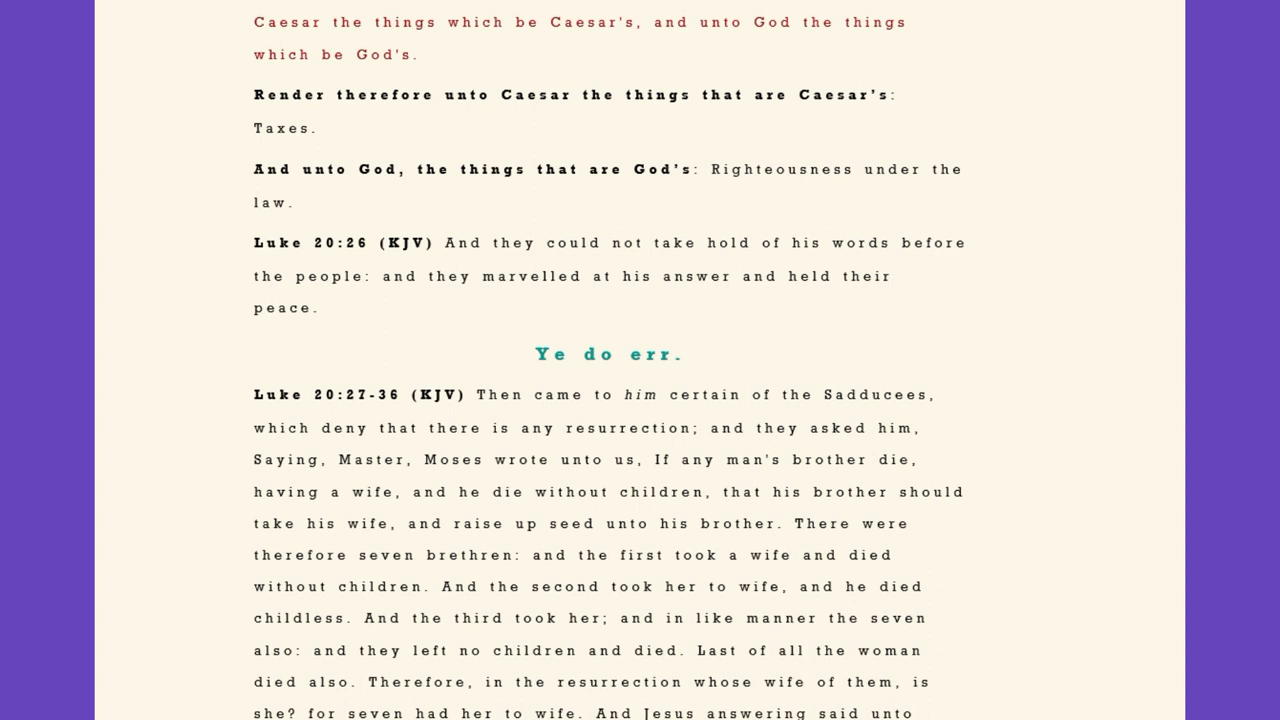 Caesar the things which be Caesar's, and unto God the things
which be God's.
Render therefore unto Caesar the things that are Caesar's:
Taxes.
And unto God, the things that are God's: Righteousness under the
law.
Luke 20:26 (KJV) And they could not take hold of his words before
the people: and they marvelled at his answer and held their
peace.
Ye do err.
Luke 20:27-36 (KJV) Then came to him certain of the Sadducees,
which deny that there is any resurrection; and they asked him,
Saying, Master, Moses wrote unto us, If any man's brother die,
having a wife, and he die without children, that his brother should
take his wife, and raise up seed unto his brother. There were
therefore seven brethren: and the first took a wife and died
without children. And the second took her to wife, and he died
childless. And the third took her; and in like manner the seven
also: and they left no children and died. Last of all the woman
died also. Therefore, in the resurrection whose wife of them, is
she? for seven had her to wife. And Jesus answering said unto